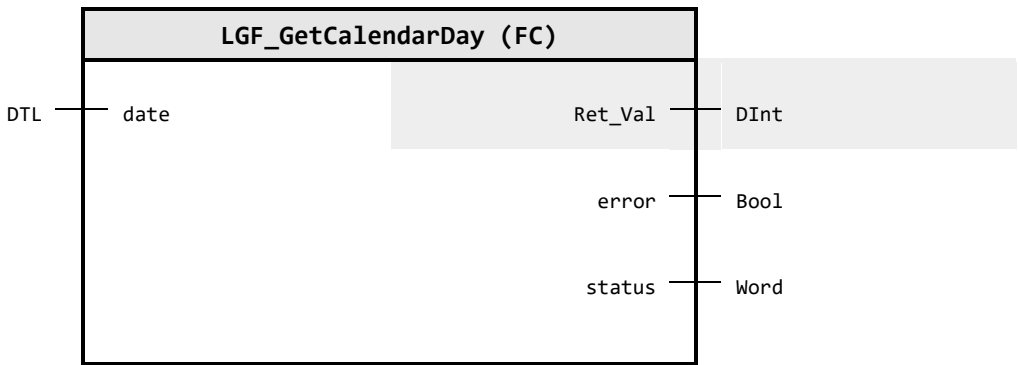 LGF_GetCalendarDay (FC)
DTL date Ret_Val DInt
error Bool
status Word